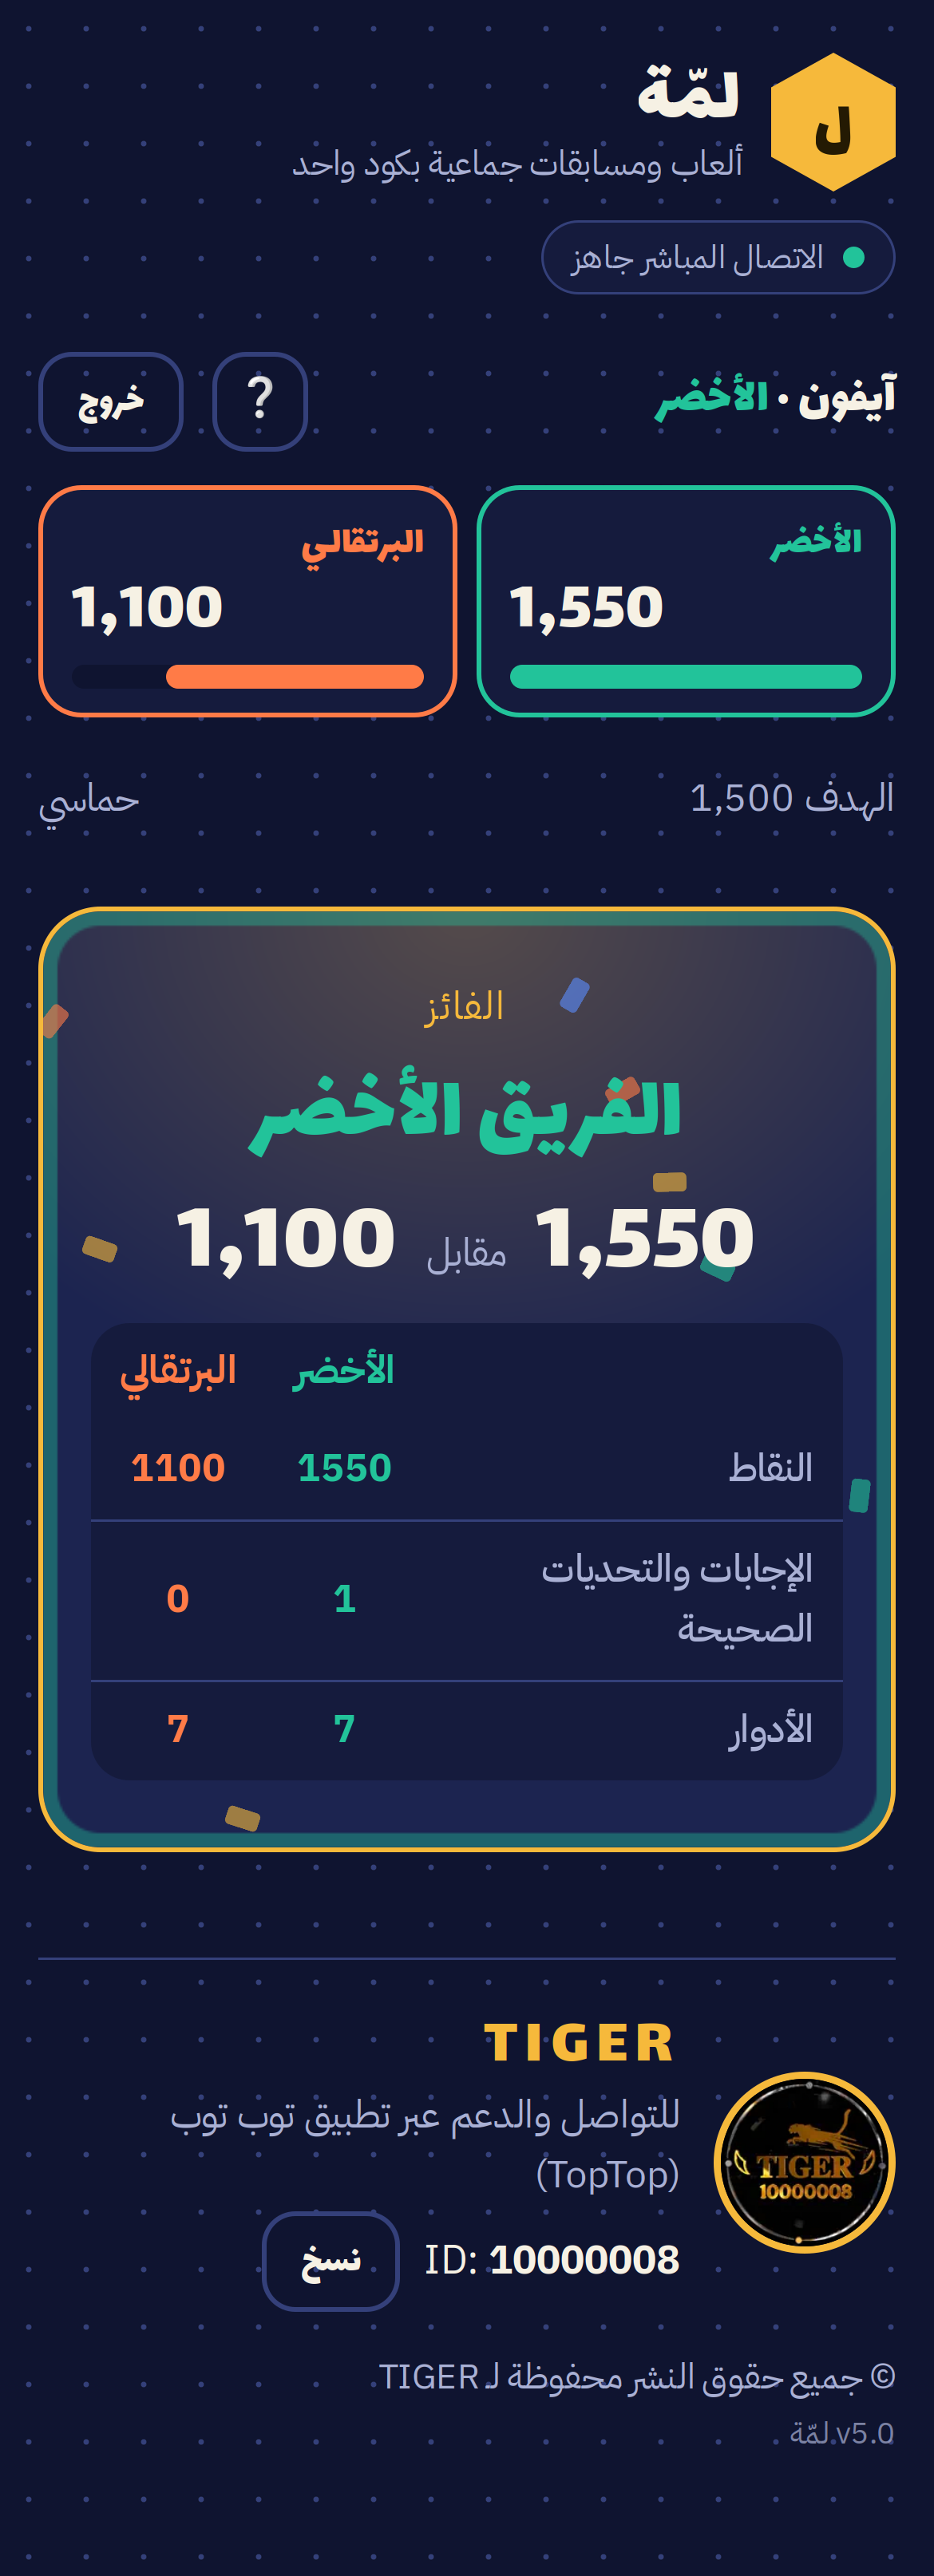 ل
لمّة
ألعاب ومسابقات جماعية بكود واحد
الاتصال المباشر جاهز
آيفون • الأخضر
?
خروج
الأخضر
1,550
البرتقالي
1,100
الهدف 1,500
حماسي
الفائز
الفريق الأخضر
1,550 مقابل 1,100
الأخضر البرتقالي
النقاط 1550 1100
الإجابات والتحديات
الصحيحة
1 0
الأدوار 7 7
TIGER
للتواصل والدعم عبر تطبيق توب توب
(TopTop)
ID: 10000008
نسخ
TIGER
10000008
© جميع حقوق النشر محفوظة لـ TIGER
لمّة v5.0